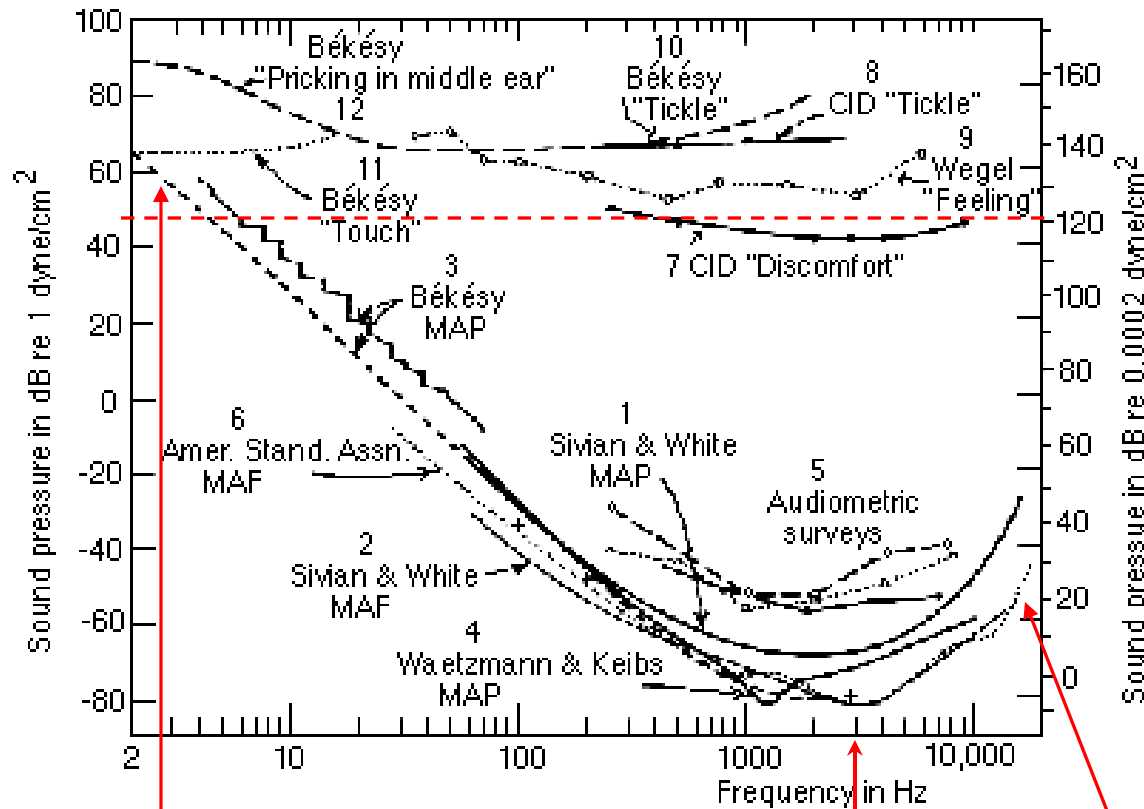 100
80
60
40
20
0
-20
-40
-60
-80
Sound pressure in dB re 1 dyne/cm2
Békésy
"Pricking in middle ear"
12
11
Békésy
"Touch"
10
Békésy
"Tickle"
8
CID "Tickle"
9
Wegel
"Feeling"
7 CID "Discomfort"
3
Békésy
MAP
6
Amer. Stand. Assn.
MAF
1
Sivian & White
MAP
5
Audiometric
surveys
2
Sivian & White
MAF
4
Waetzmann & Keibs
MAP
160
140
120
100
80
60
40
20
0
Sound pressure in dB re 0.0002 dyne/cm2
2
10
100
1000
10,000
Frequency in Hz